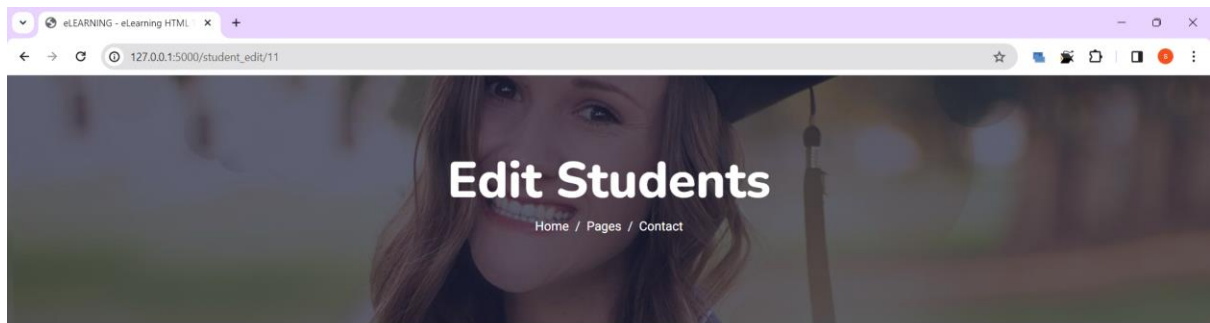 eLEARNING - eLearning HTML
127.0.0.1:5000/student_edit/11
Edit Students
Home / Pages / Contact